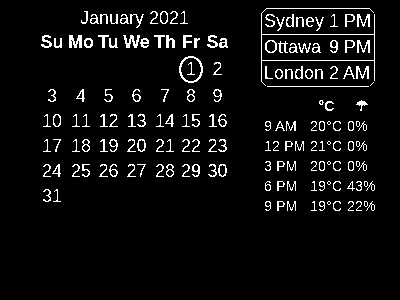 January 2021
Su Mo Tu We Th Fr Sa
1 2
3 4 5 6 7 8 9
10 11 12 13 14 15 16
17 18 19 20 21 22 23
24 25 26 27 28 29 30
31
Sydney 1 PM
Ottawa 9 PM
London 2 AM
°C ☂
9 AM 20°C 0%
12 PM 21°C 0%
3 PM 20°C 0%
6 PM 19°C 43%
9 PM 19°C 22%